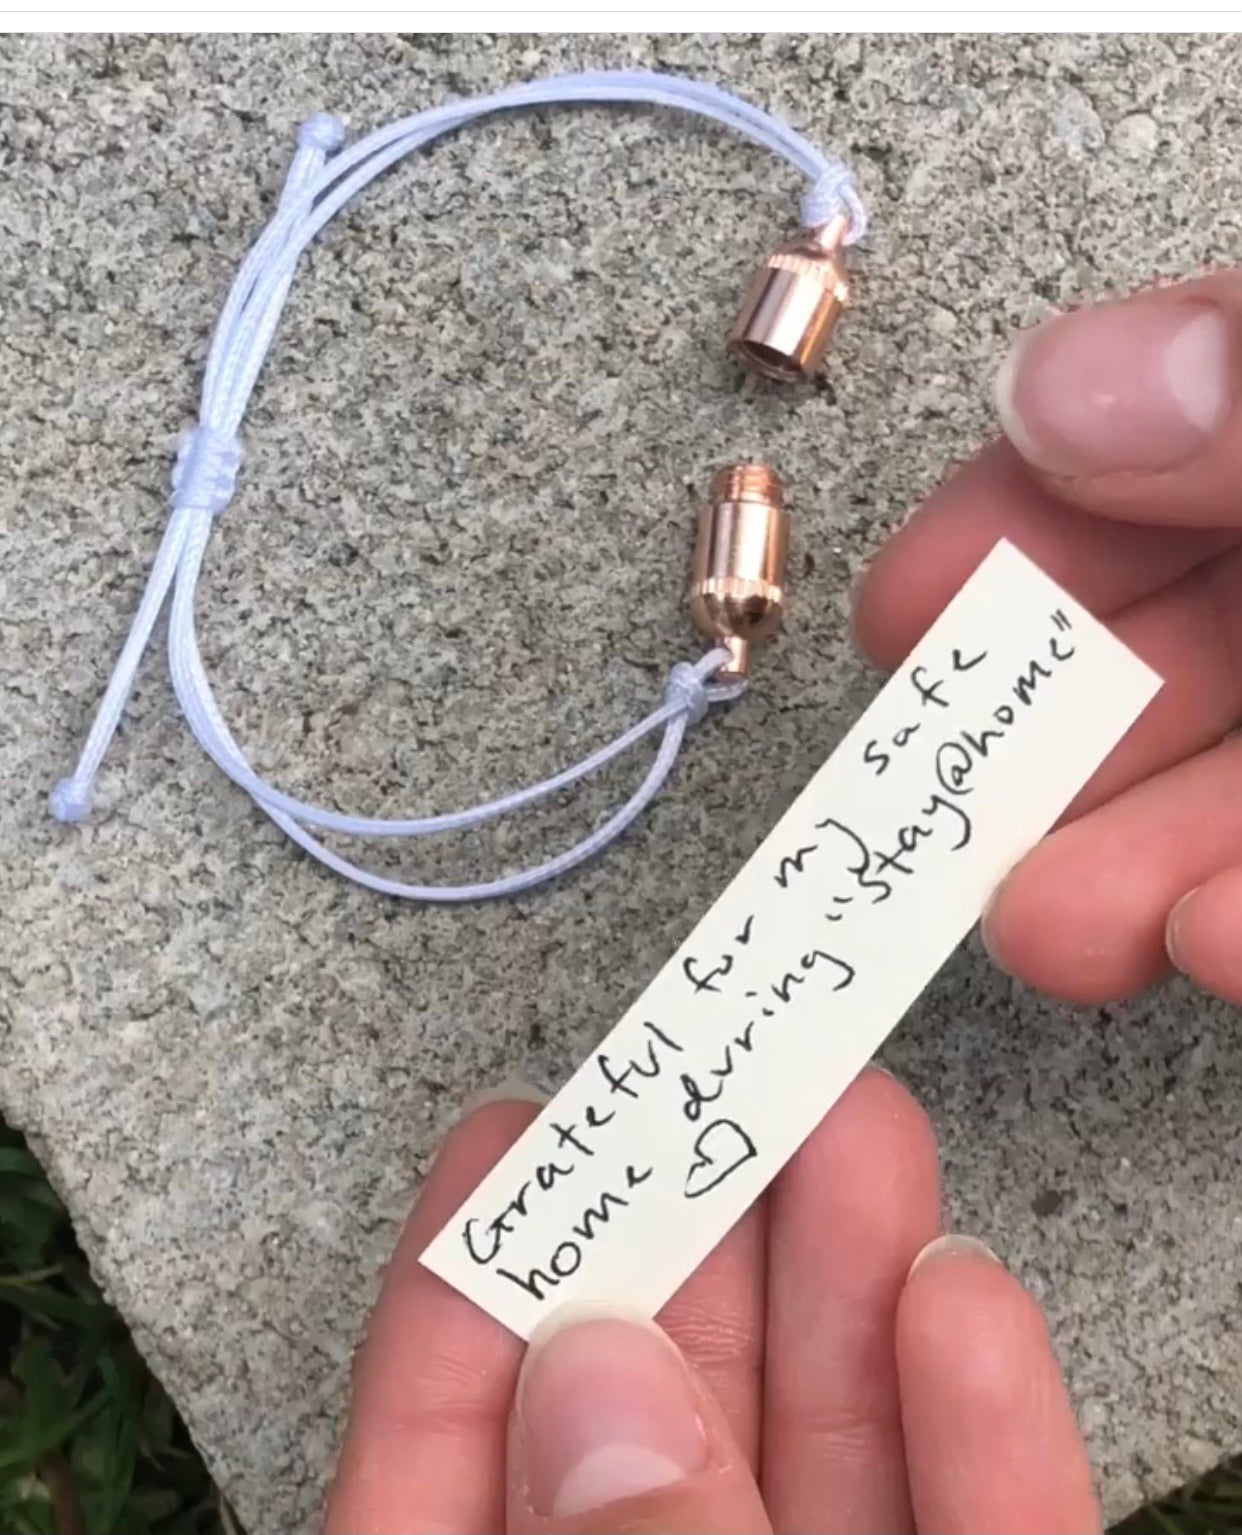 Grateful for my safe
home during "stay@home"
♡